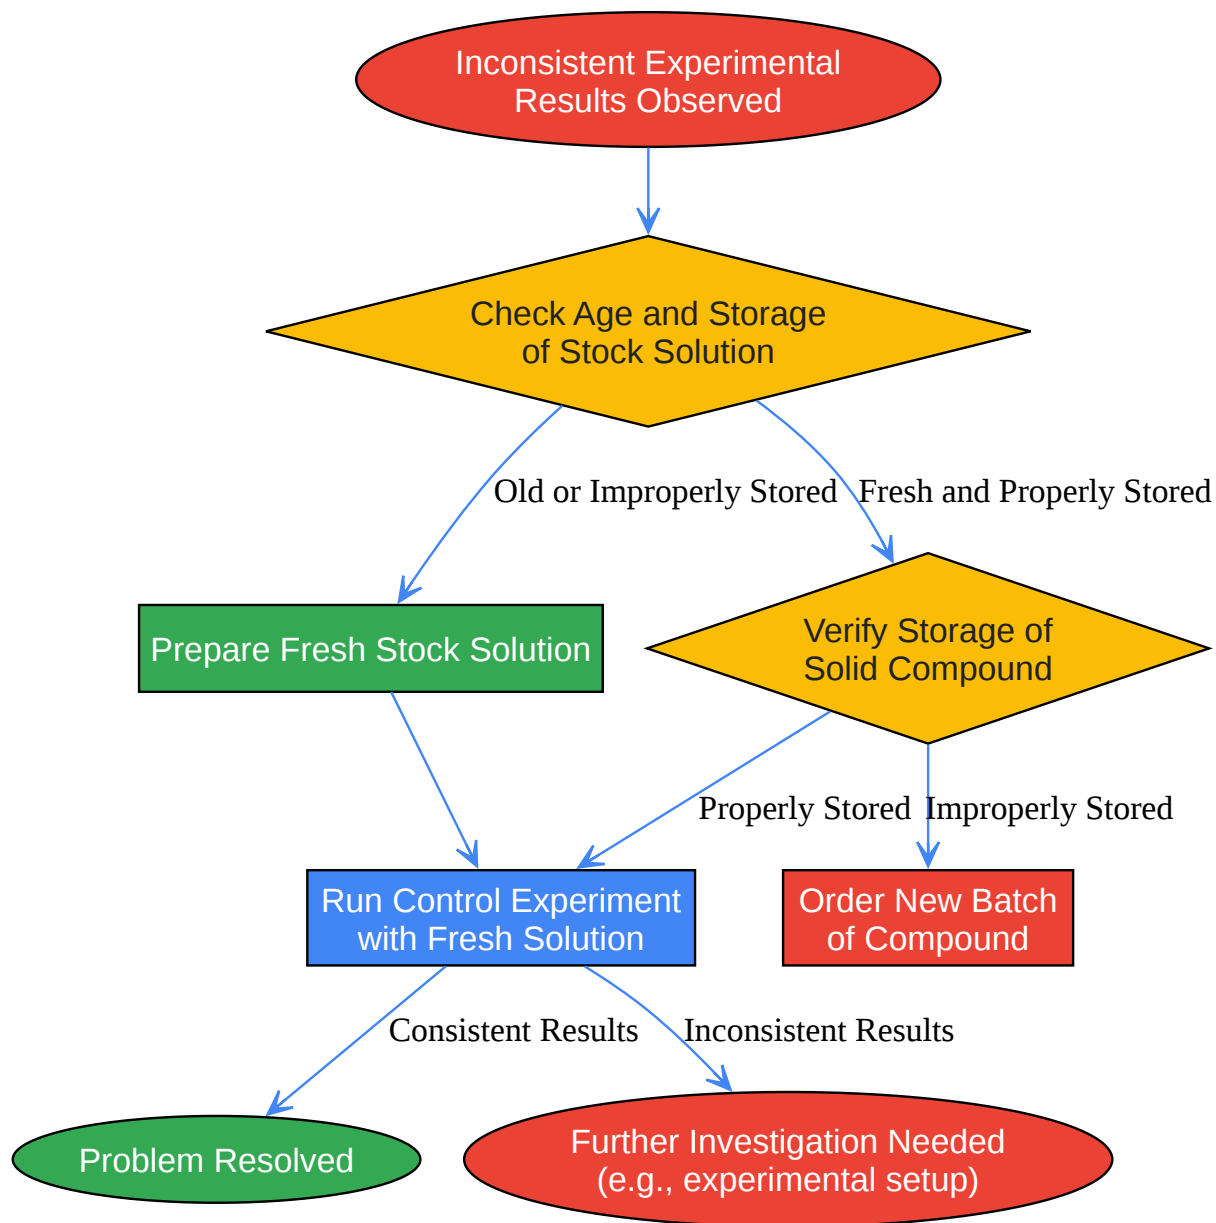 Inconsistent Experimental
Results Observed
Check Age and Storage
of Stock Solution
Old or Improperly Stored
Fresh and Properly Stored
Prepare Fresh Stock Solution
Verify Storage of
Solid Compound
Properly Stored
Improperly Stored
Run Control Experiment
with Fresh Solution
Order New Batch
of Compound
Consistent Results
Inconsistent Results
Problem Resolved
Further Investigation Needed
(e.g., experimental setup)